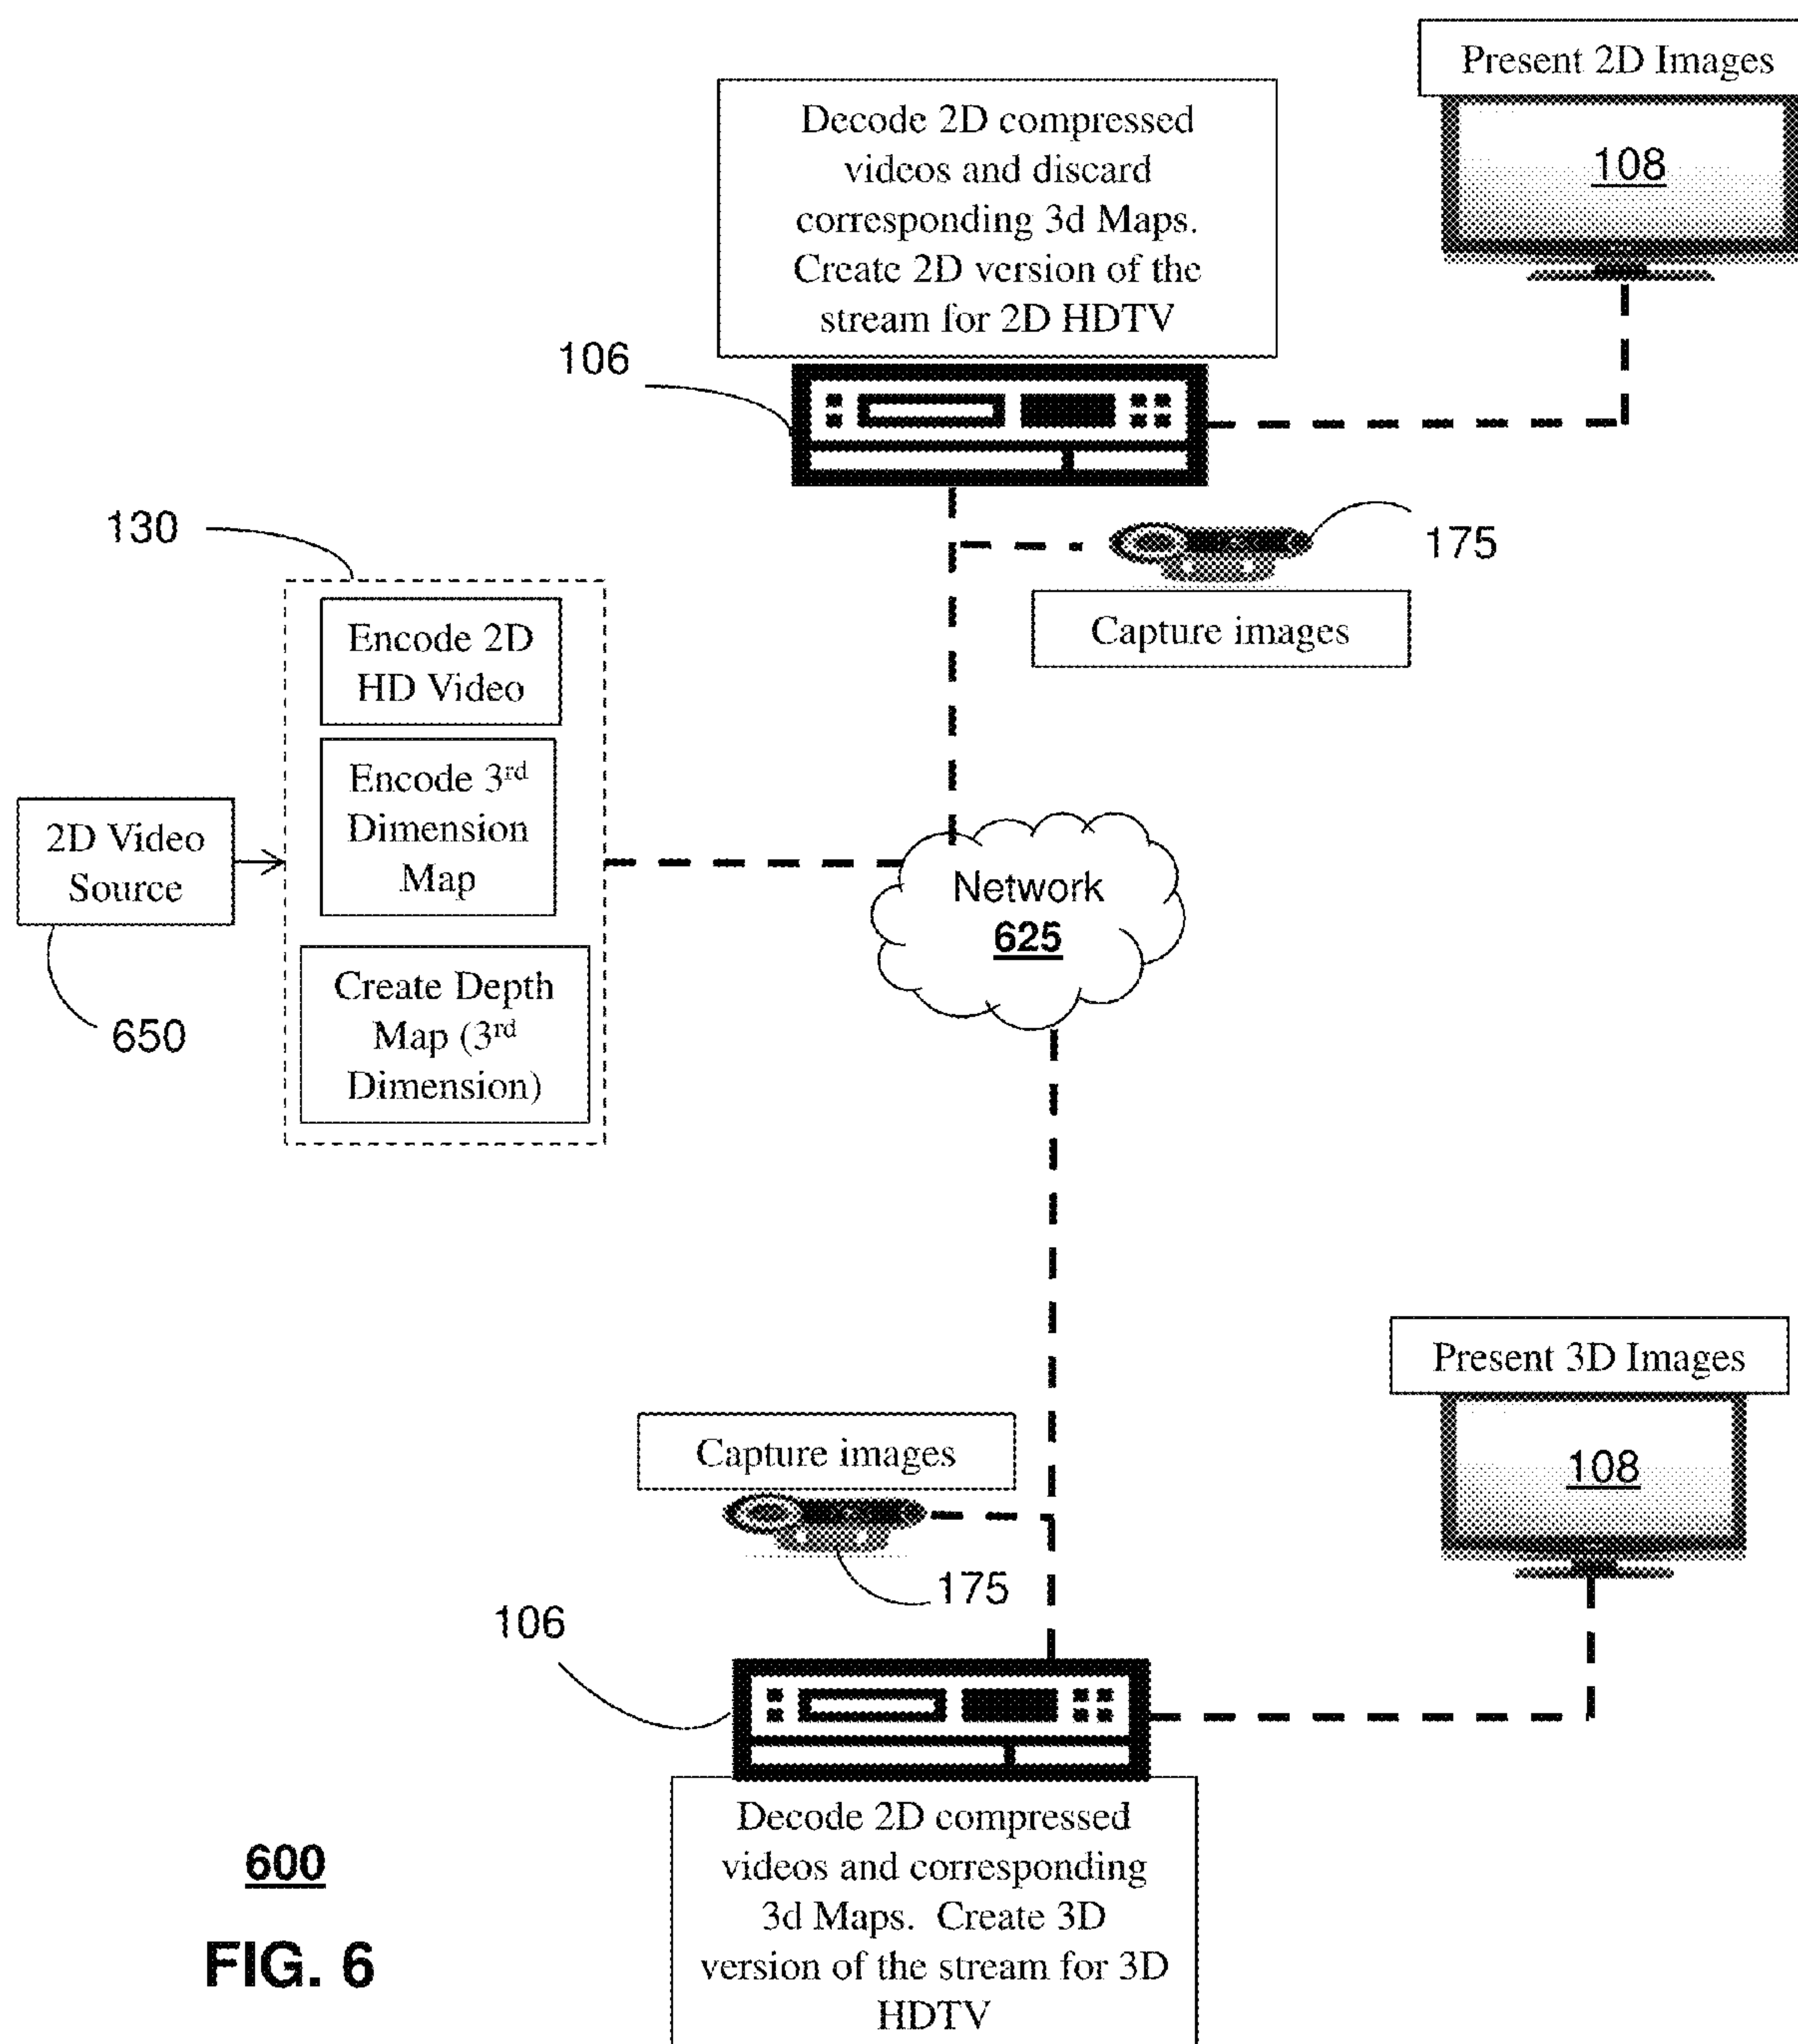 Present 2D Images
108
Decode 2D compressed
videos and discard
corresponding 3d Maps.
Create 2D version of the
stream for 2D HDTV
106
175
Capture images
130
Encode 2D
HD Video
Encode 3rd
Dimension
Map
Create Depth
Map (3rd
Dimension)
2D Video
Source
650
Network
625
Present 3D Images
108
Capture images
175
106
Decode 2D compressed
videos and corresponding
3d Maps. Create 3D
version of the stream for 3D
HDTV
600
FIG. 6